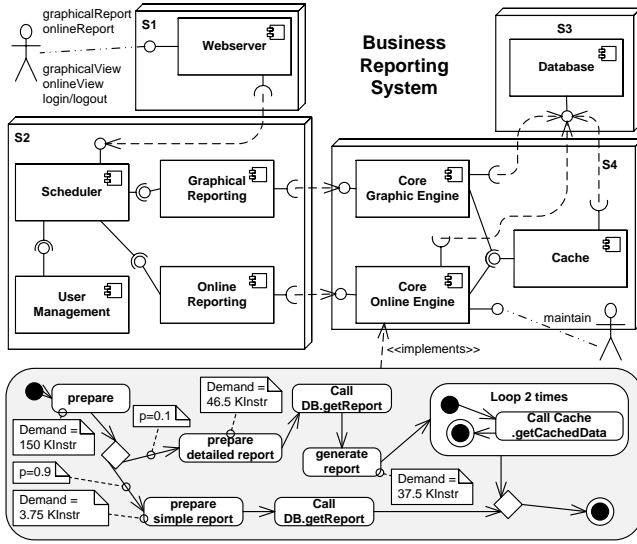 graphicalReport
onlineReport
graphicalView
onlineView
login/logout
S1
Webserver
Business
Reporting
System
S3
Database
S2
Scheduler
Graphical
Reporting
User
Management
Online
Reporting
S4
Core
Graphic Engine
Cache
Core
Online Engine
maintain
<<implements>>
prepare
Demand =
150 KInstr
p=0.1
Demand =
46.5 KInstr
prepare
detailed report
Call
DB.getReport
generate
report
Demand =
37.5 KInstr
Loop 2 times
Call Cache
.getCachedData
p=0.9
Demand =
3.75 KInstr
prepare
simple report
Call
DB.getReport